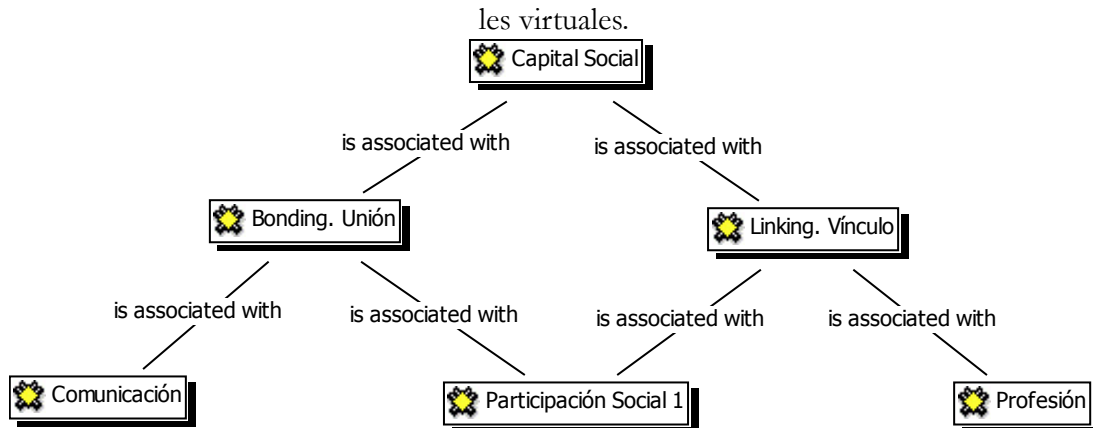 les virtuales.
Capital Social
is associated with
is associated with
Bonding. Unión
Linking. Vínculo
is associated with
is associated with
is associated with
is associated with
Comunicación
Participación Social 1
Profesión